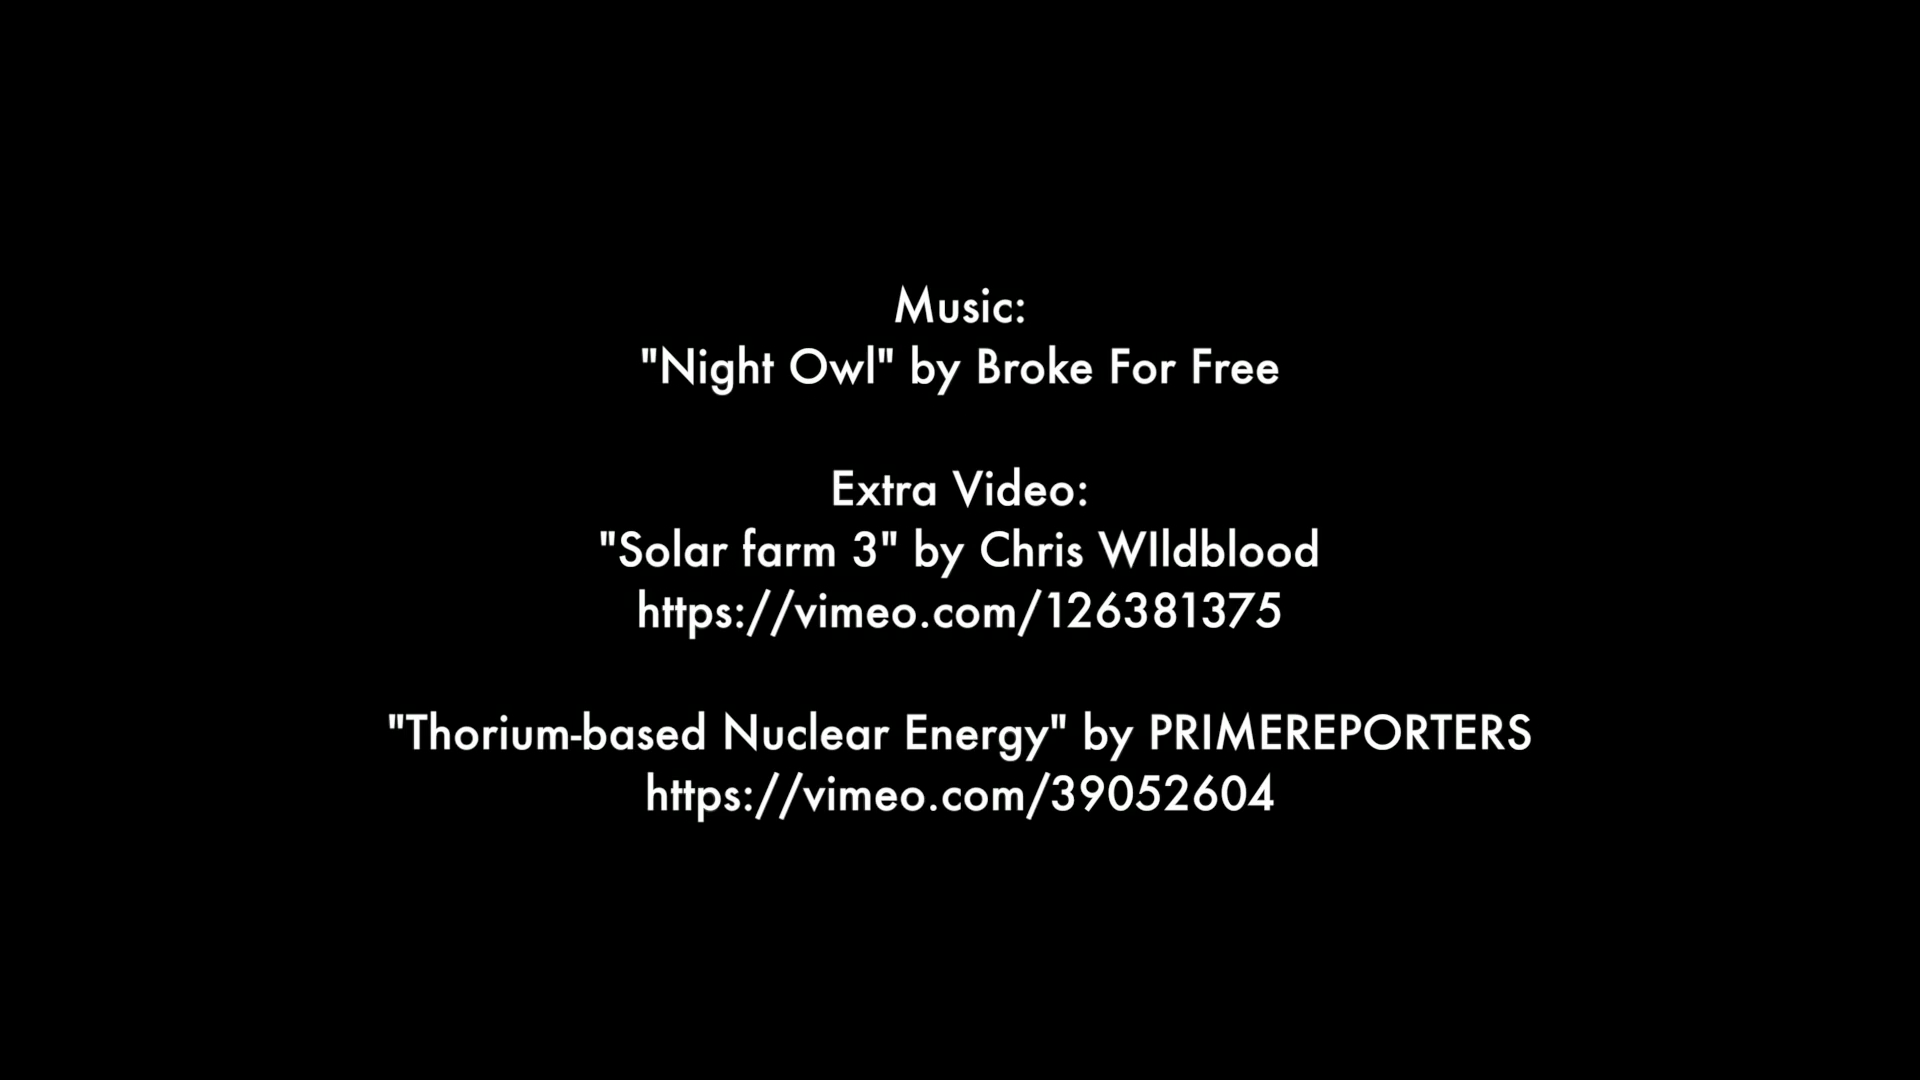 Music:
"Night Owl" by Broke For Free
Extra Video:
"Solar farm 3" by Chris WIldblood
https://vimeo.com/126381375
"Thorium-based Nuclear Energy" by PRIMEREPORTERS
https://vimeo.com/39052604